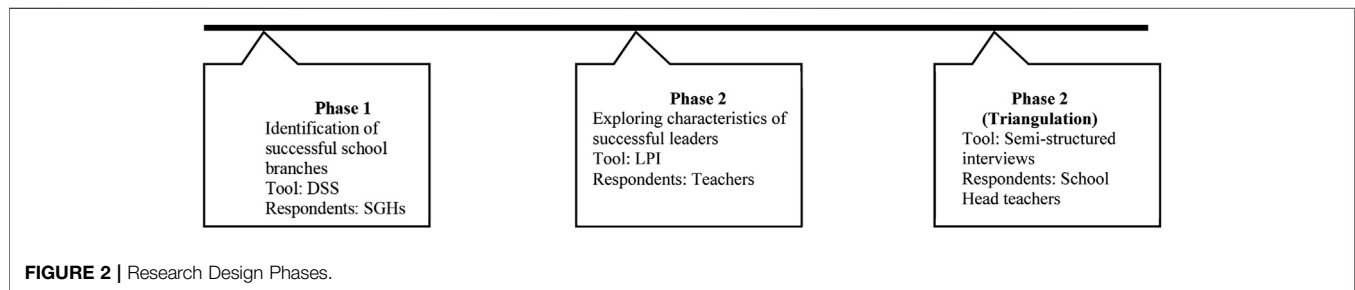 Phase 1
Identification of
successful school
branches
Tool: DSS
Respondents: SGHs
Phase 2
Exploring characteristics of
successful leaders
Tool: LPI
Respondents: Teachers
Phase 2
(Triangulation)
Tool: Semi-structured
interviews
Respondents: School
Head teachers
FIGURE 2 | Research Design Phases.